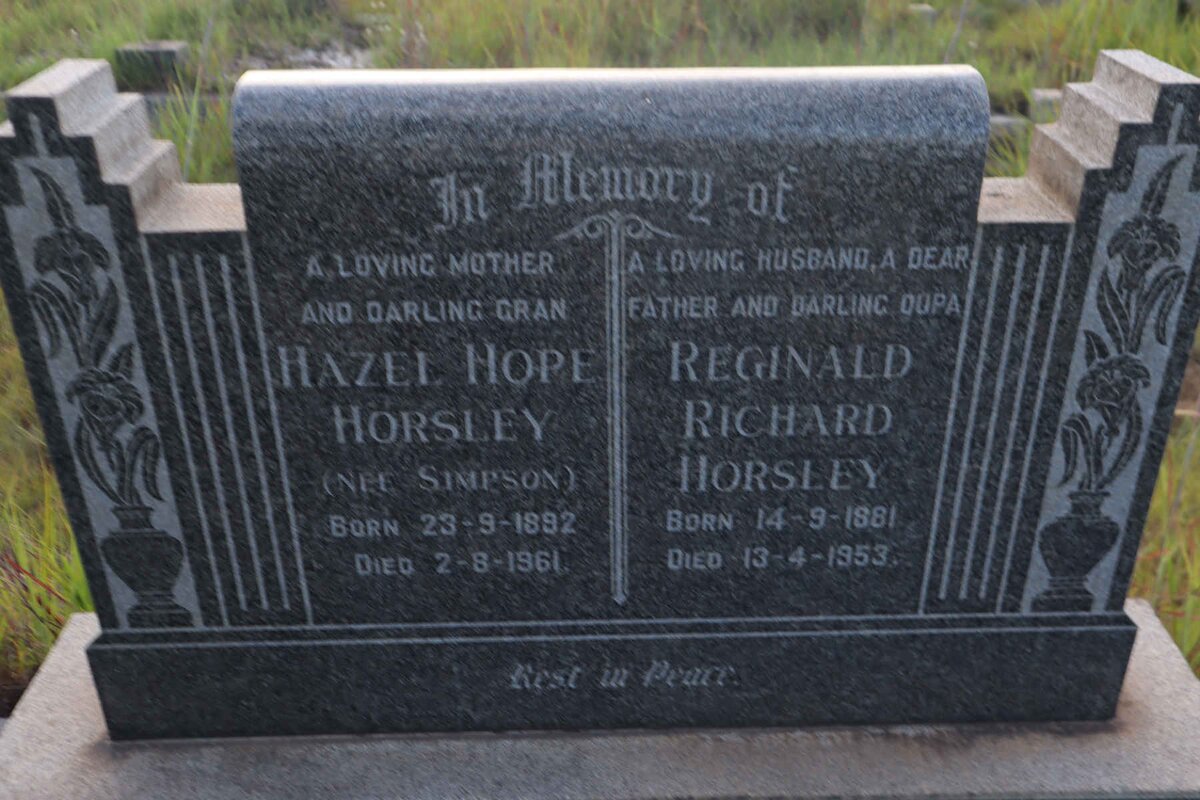 In Memory of
A LOVING MOTHER
AND DARLING GRAN
HAZEL HOPE
HORSLEY
(NEE SIMPSON)
BORN 23-9-1892
DIED 2-8-1961.
A LOVING HUSBAND, A DEAR
FATHER AND DARLING OUPA
REGINALD
RICHARD
HORSLEY
BORN 14-9-1881
DIED 13-4-1953.
Rest in Peace.